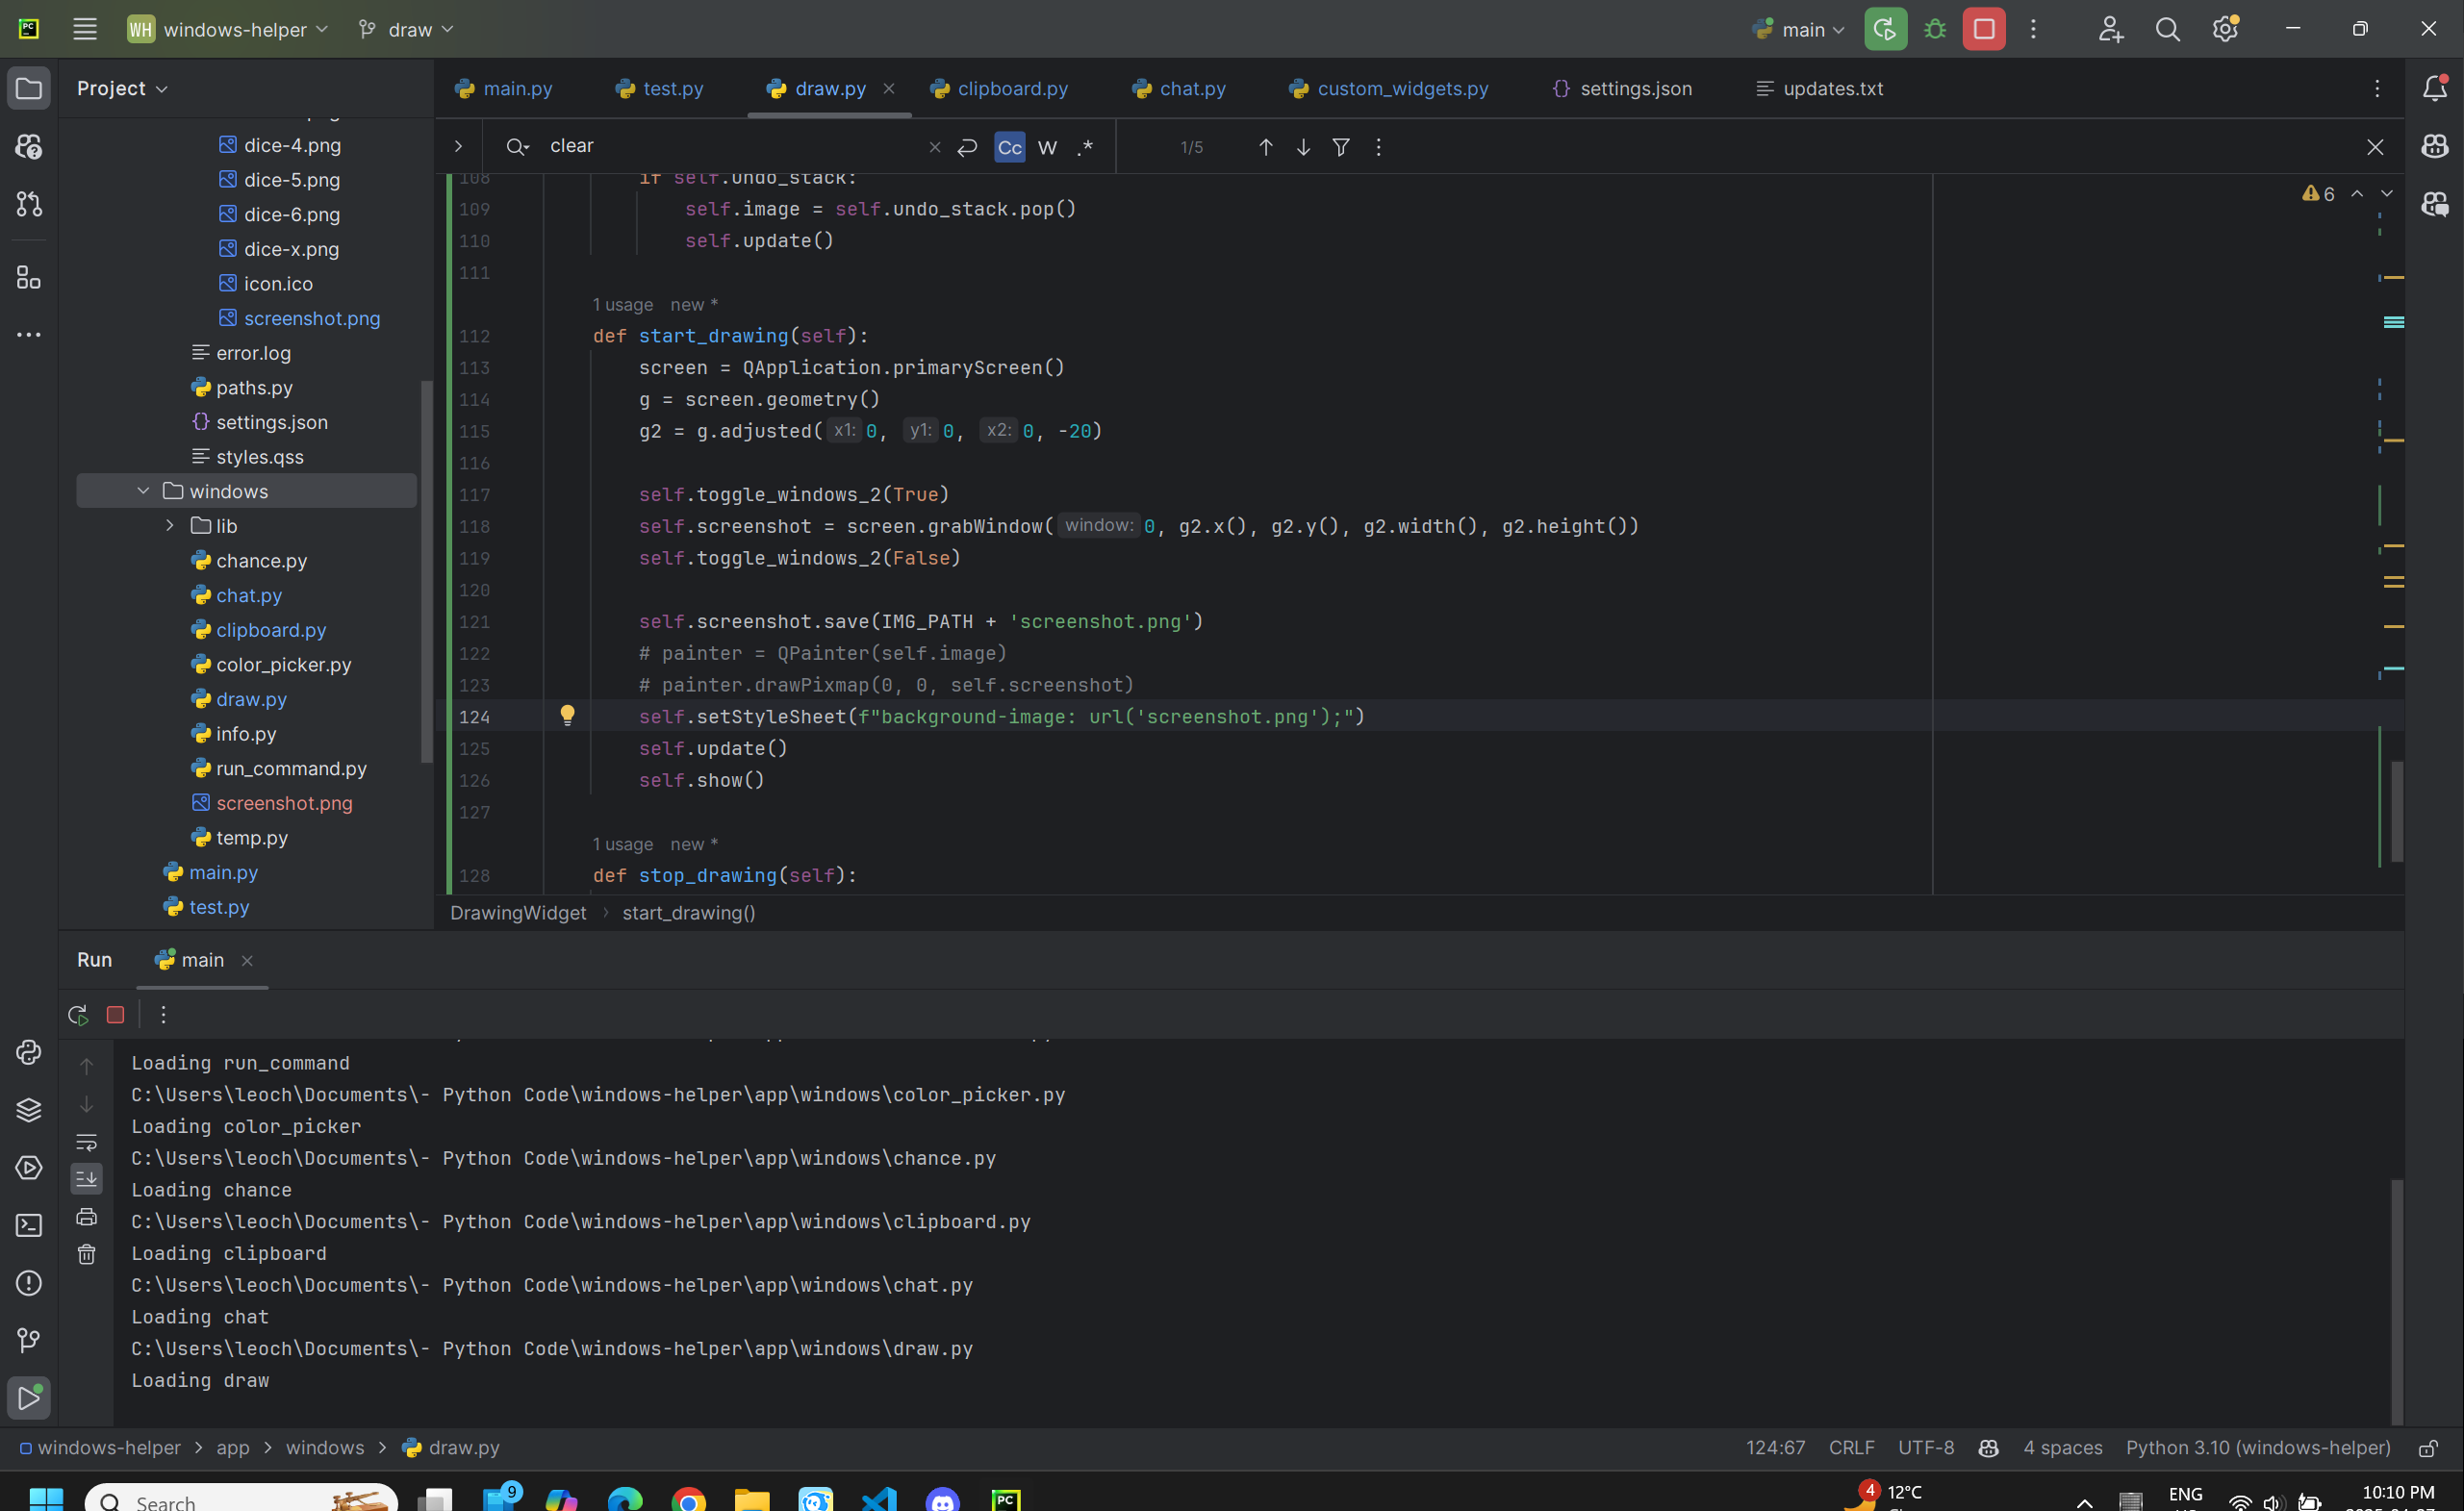 WH windows-helper draw main
Project
main.py test.py draw.py clipboard.py chat.py custom_widgets.py settings.json updates.txt
clear Cc W .* 1/5
dice-4.png
dice-5.png
dice-6.png
dice-x.png
icon.ico
screenshot.png
error.log
paths.py
settings.json
styles.qss
windows
lib
chance.py
chat.py
clipboard.py
color_picker.py
draw.py
info.py
run_command.py
screenshot.png
temp.py
main.py
test.py
6
108 if self.undo_stack:
109 self.image = self.undo_stack.pop()
110 self.update()
111
1 usage new *
112 def start_drawing(self):
113 screen = QApplication.primaryScreen()
114 g = screen.geometry()
115 g2 = g.adjusted( x1: 0, y1: 0, x2: 0, -20)
116
117 self.toggle_windows_2(True)
118 self.screenshot = screen.grabWindow( window: 0, g2.x(), g2.y(), g2.width(), g2.height())
119 self.toggle_windows_2(False)
120
121 self.screenshot.save(IMG_PATH + 'screenshot.png')
122 # painter = QPainter(self.image)
123 # painter.drawPixmap(0, 0, self.screenshot)
124 self.setStyleSheet(f"background-image: url('screenshot.png');")
125 self.update()
126 self.show()
127
1 usage new *
128 def stop_drawing(self):
DrawingWidget › start_drawing()
Run main
Loading run_command
C:\Users\leoch\Documents\- Python Code\windows-helper\app\windows\color_picker.py
Loading color_picker
C:\Users\leoch\Documents\- Python Code\windows-helper\app\windows\chance.py
Loading chance
C:\Users\leoch\Documents\- Python Code\windows-helper\app\windows\clipboard.py
Loading clipboard
C:\Users\leoch\Documents\- Python Code\windows-helper\app\windows\chat.py
Loading chat
C:\Users\leoch\Documents\- Python Code\windows-helper\app\windows\draw.py
Loading draw
windows-helper > app > windows > draw.py 124:67 CRLF UTF-8 4 spaces Python 3.10 (windows-helper)
Search 9 PC 4 12°C ENG 10:10 PM